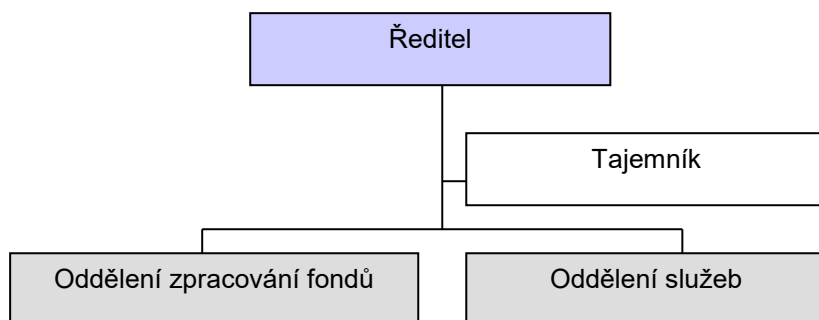 Ředitel
Tajemník
Oddělení zpracování fondů
Oddělení služeb